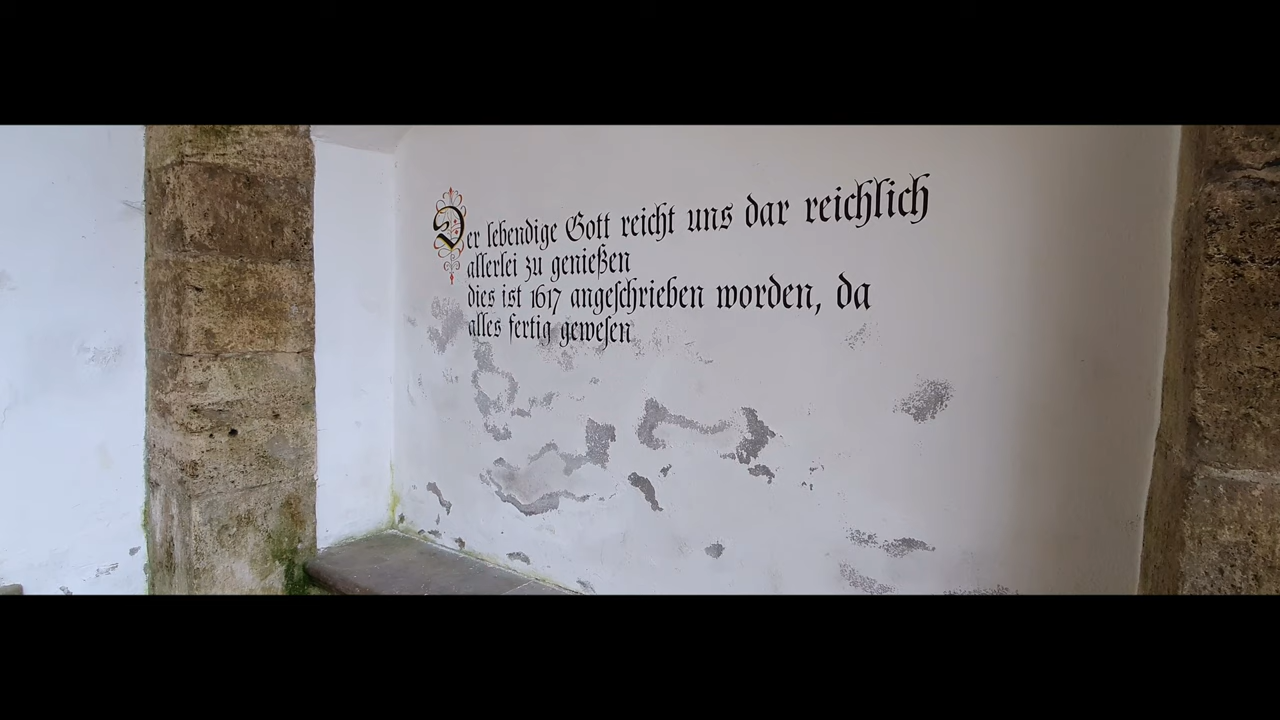 Der lebendige Gott reicht uns dar reichlich
allerlei zu genießen
dies ist 1617 angeschrieben worden, da
alles fertig gewesen